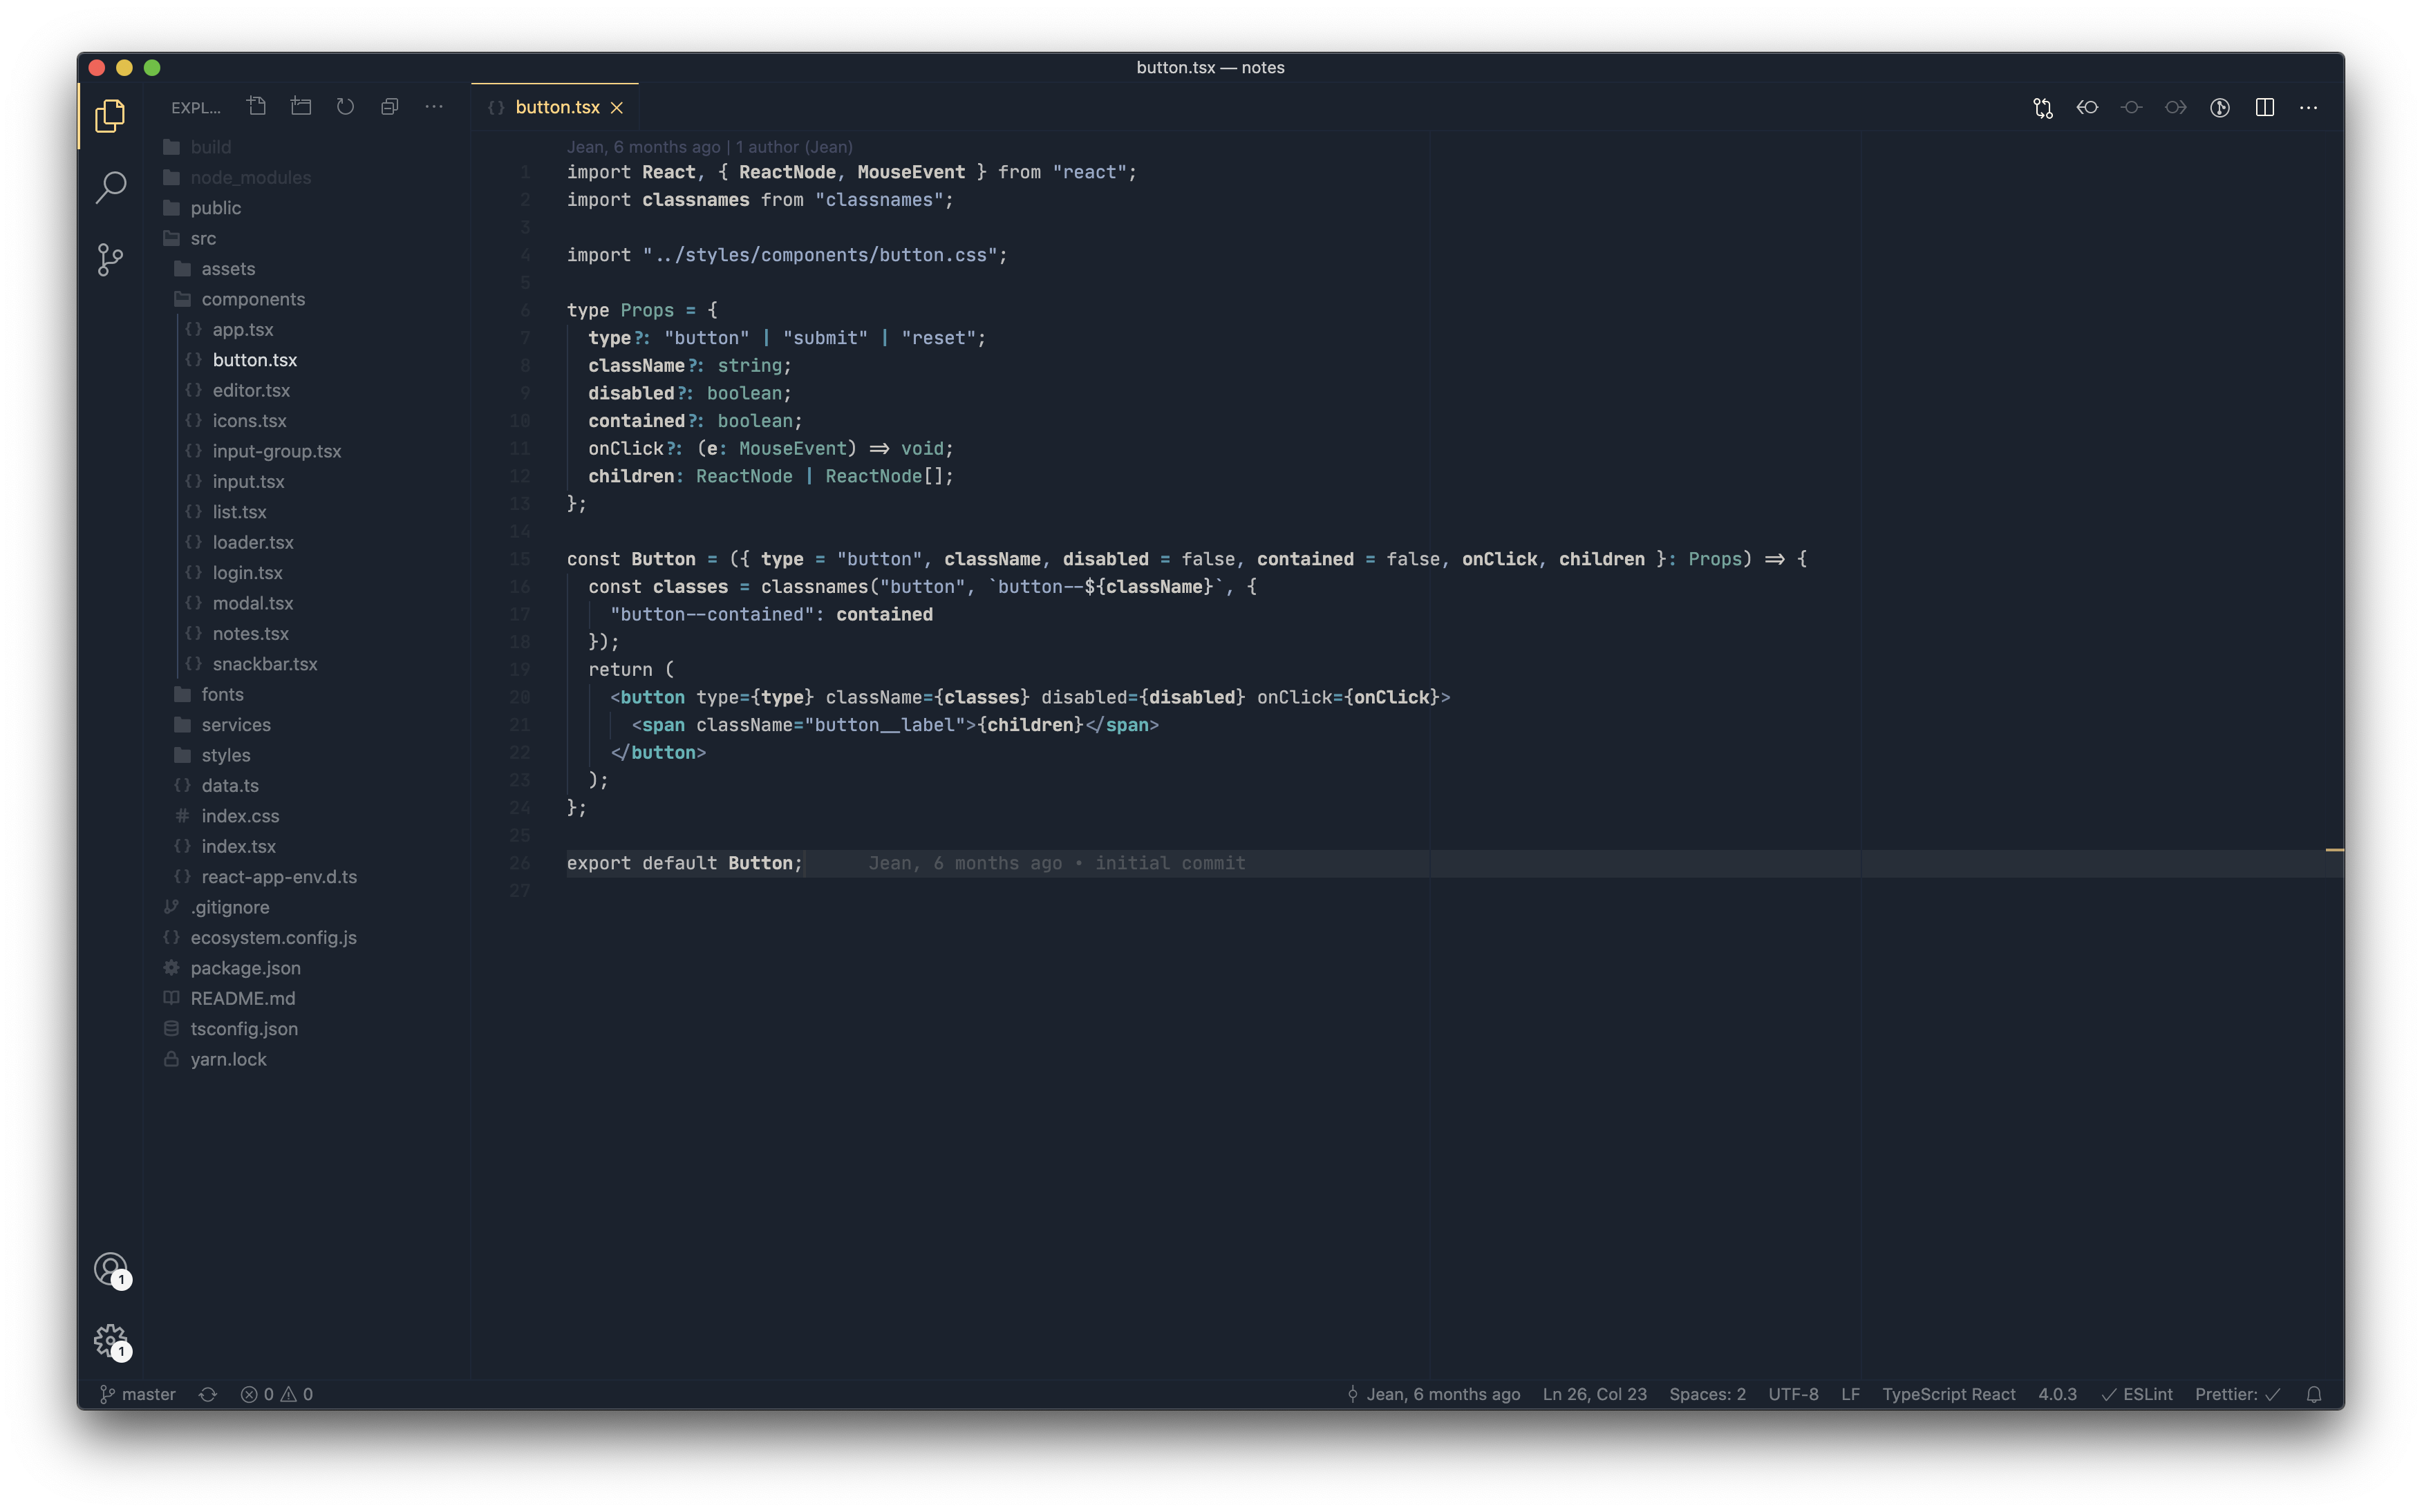 button.tsx — notes
EXPL...
build
node_modules
public
src
assets
components
app.tsx
button.tsx
editor.tsx
icons.tsx
input-group.tsx
input.tsx
list.tsx
loader.tsx
login.tsx
modal.tsx
notes.tsx
snackbar.tsx
fonts
services
styles
data.ts
index.css
index.tsx
react-app-env.d.ts
.gitignore
ecosystem.config.js
package.json
README.md
tsconfig.json
yarn.lock
button.tsx
Jean, 6 months ago | 1 author (Jean)
1 import React, { ReactNode, MouseEvent } from "react";
2 import classnames from "classnames";
3
4 import "../styles/components/button.css";
5
6 type Props = {
7 type?: "button" | "submit" | "reset";
8 className?: string;
9 disabled?: boolean;
10 contained?: boolean;
11 onClick?: (e: MouseEvent) => void;
12 children: ReactNode | ReactNode[];
13 };
14
15 const Button = ({ type = "button", className, disabled = false, contained = false, onClick, children }: Props) => {
16 const classes = classnames("button", `button--${className}`, {
17 "button--contained": contained
18 });
19 return (
20 <button type={type} className={classes} disabled={disabled} onClick={onClick}>
21 <span className="button__label">{children}</span>
22 </button>
23 );
24 };
25
26 export default Button; Jean, 6 months ago • initial commit
27
1
1
master 0 0 Jean, 6 months ago Ln 26, Col 23 Spaces: 2 UTF-8 LF TypeScript React 4.0.3 ESLint Prettier: ✓